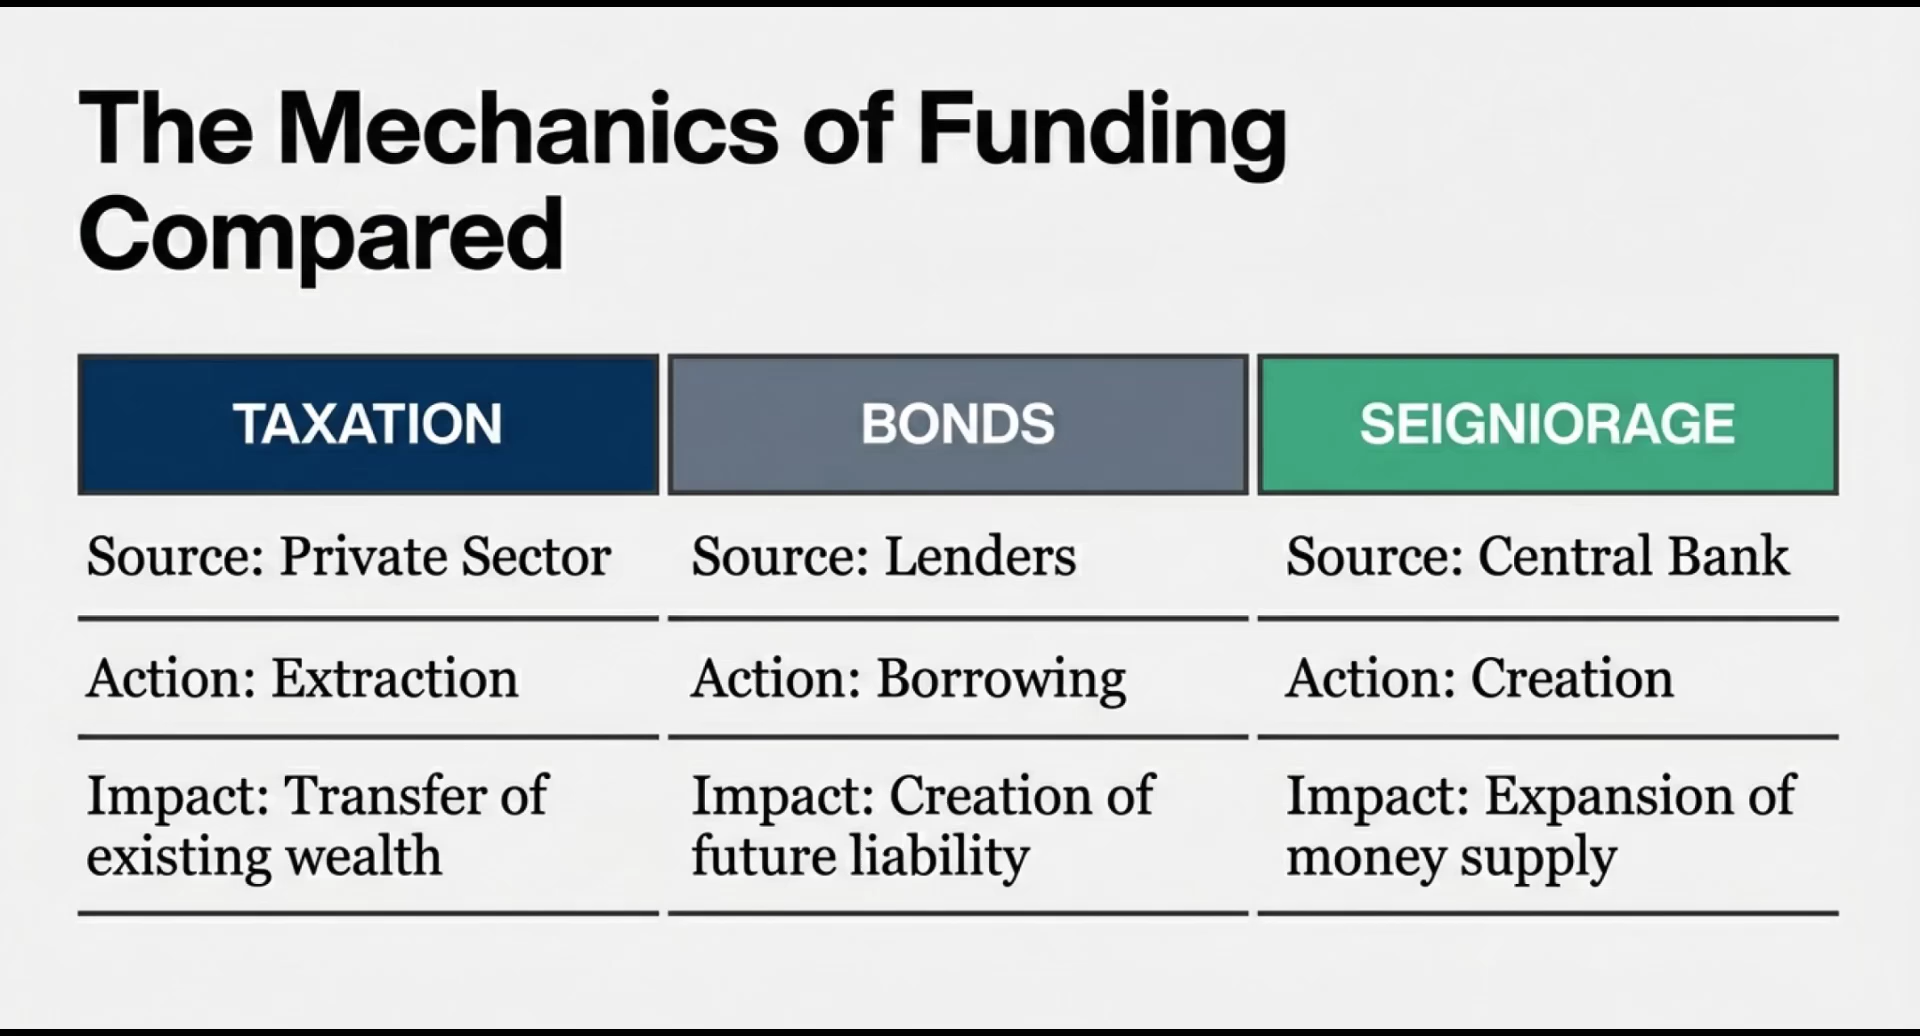 The Mechanics of Funding
Compared
TAXATION
BONDS
SEIGNIORAGE
Source: Private Sector
Source: Lenders
Source: Central Bank
Action: Extraction
Action: Borrowing
Action: Creation
Impact: Transfer of
existing wealth
Impact: Creation of
future liability
Impact: Expansion of
money supply